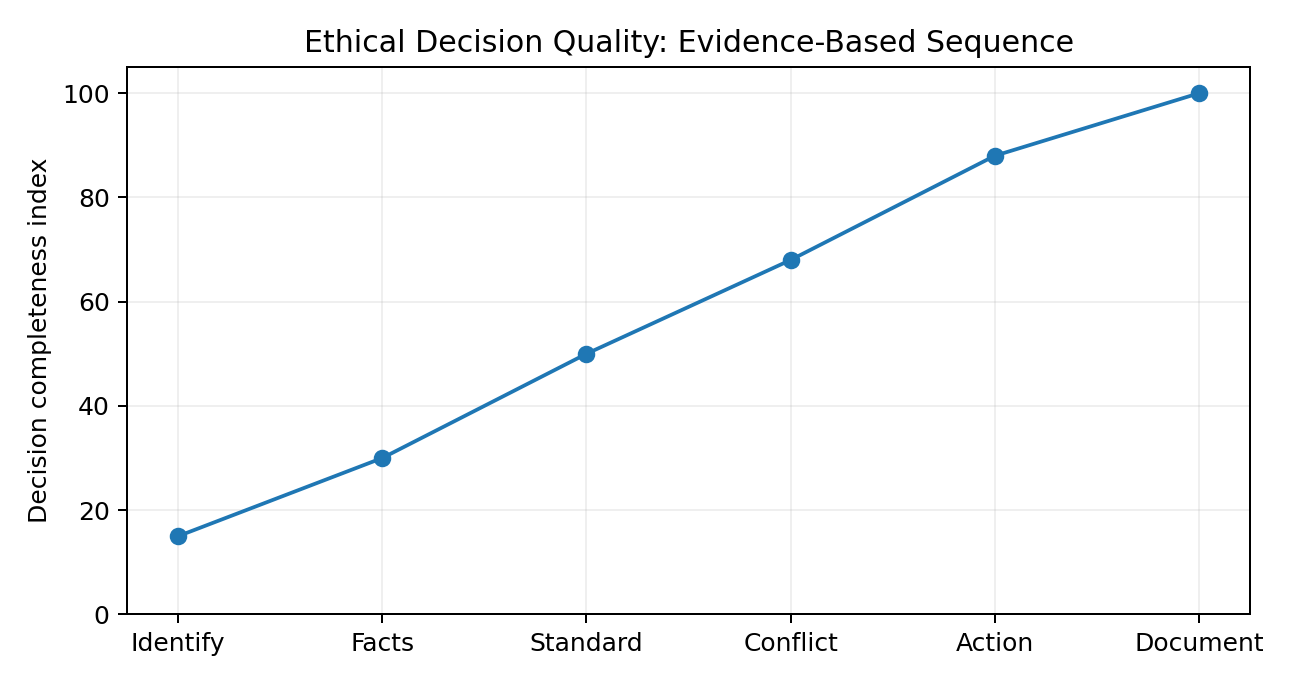 Ethical Decision Quality: Evidence-Based Sequence
Decision completeness index
100
80
60
40
20
0
Identify Facts Standard Conflict Action Document